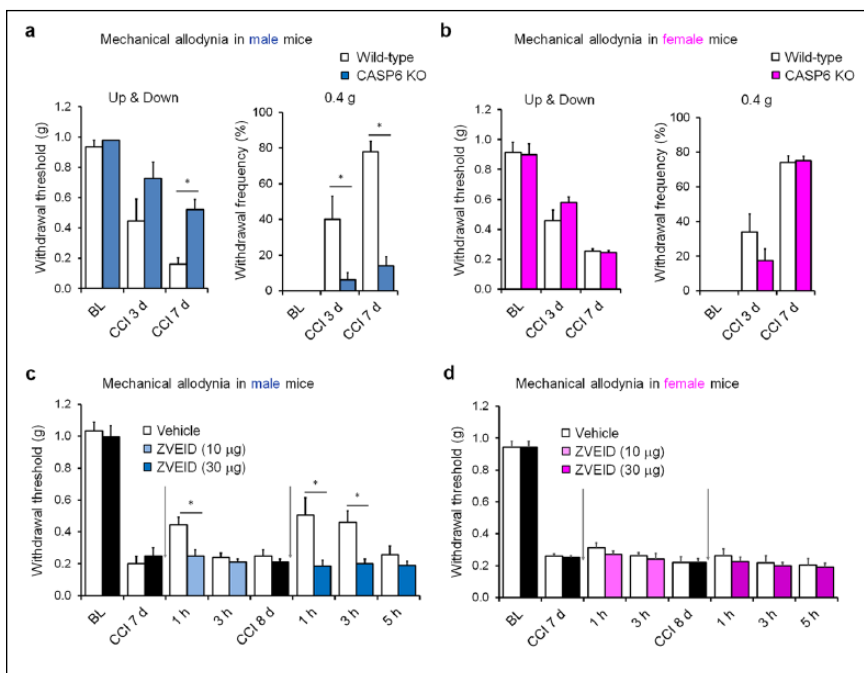 a
Mechanical allodynia in male mice
Wild-type
CASP6 KO
Up & Down
Withdrawal threshold (g)
1.2
1.0
0.8
0.6
0.4
0.2
0.0
BL
CCI 3 d
CCI 7 d
*
0.4 g
Withdrawal frequency (%)
100
80
60
40
20
0
BL
CCI 3 d
CCI 7 d
*
*
b
Mechanical allodynia in female mice
Wild-type
CASP6 KO
Up & Down
Withdrawal threshold (g)
1.2
1.0
0.8
0.6
0.4
0.2
0.0
BL
CCI 3 d
CCI 7 d
0.4 g
Withdrawal frequency (%)
100
80
60
40
20
0
BL
CCI 3 d
CCI 7 d
c
Mechanical allodynia in male mice
Vehicle
ZVEID (10 μg)
ZVEID (30 μg)
Withdrawal threshold (g)
1.2
1.0
0.8
0.6
0.4
0.2
0.0
*
*
*
BL
CCI 7 d
1 h
3 h
CCI 8 d
1 h
3 h
5 h
d
Mechanical allodynia in female mice
Vehicle
ZVEID (10 μg)
ZVEID (30 μg)
Withdrawal threshold (g)
1.2
1.0
0.8
0.6
0.4
0.2
0.0
BL
CCI 7 d
1 h
3 h
CCI 8 d
1 h
3 h
5 h